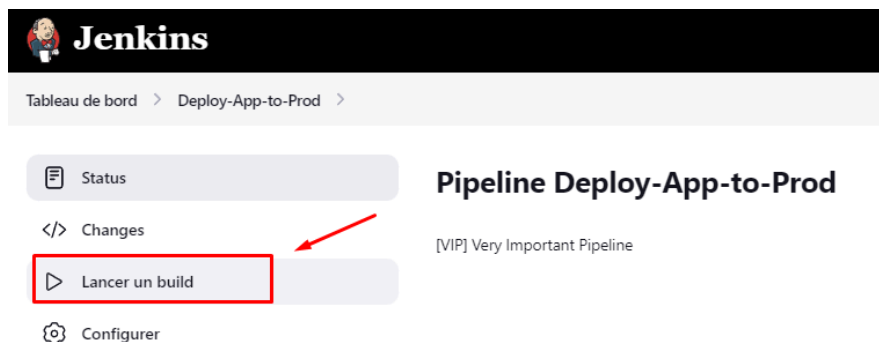 Jenkins
Tableau de bord > Deploy-App-to-Prod >
Status
Pipeline Deploy-App-to-Prod
</> Changes
[VIP] Very Important Pipeline
Lancer un build
Configurer